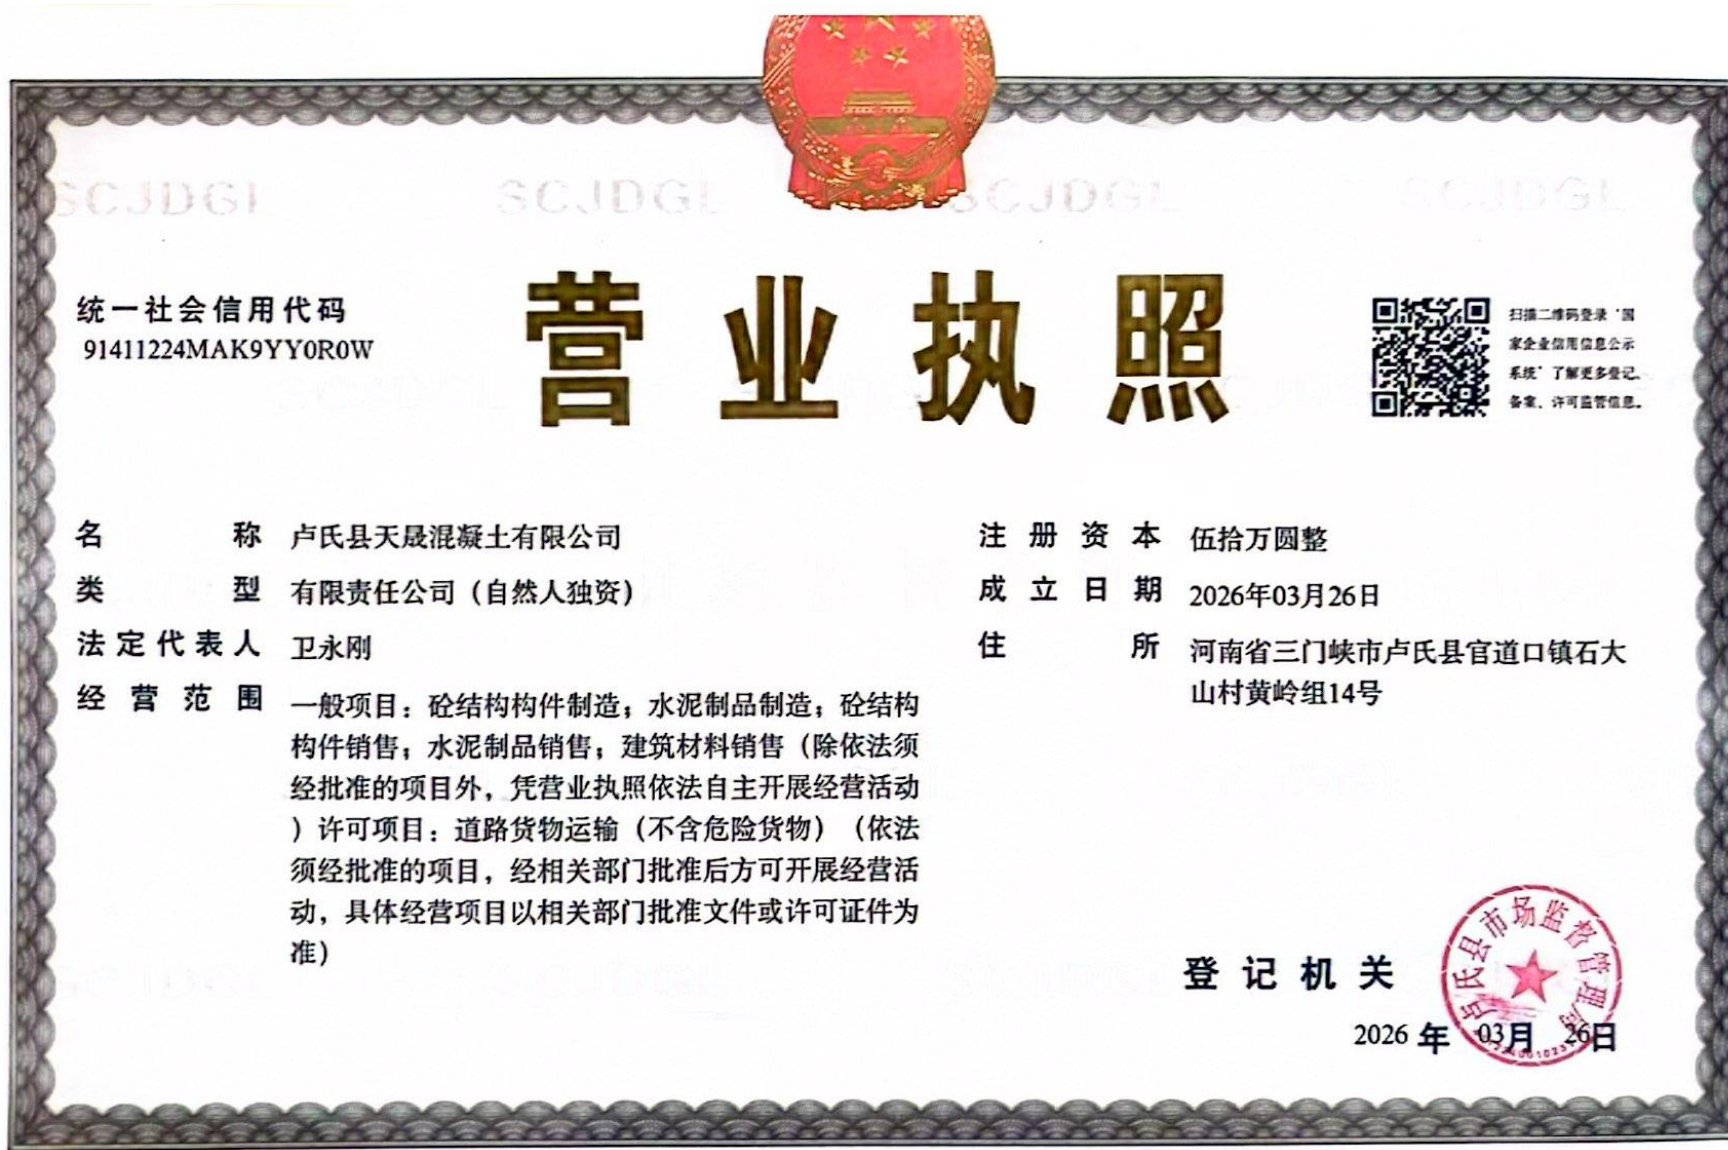 SCJDGL SCJDGL SCJDGL
统一社会信用代码
91411224MAK9YY0R0W
营业执照
扫描二维码登录‘国
家企业信用信息公示
系统’了解更多登记、
备案、许可监管信息。
名称 卢氏县天晟混凝土有限公司
类型 有限责任公司（自然人独资）
法定代表人 卫永刚
经营范围 一般项目：砼结构构件制造；水泥制品制造；砼结构
构件销售；水泥制品销售；建筑材料销售（除依法须
经批准的项目外，凭营业执照依法自主开展经营活动
）许可项目：道路货物运输（不含危险货物）（依法
须经批准的项目，经相关部门批准后方可开展经营活
动，具体经营项目以相关部门批准文件或许可证件为
准）
注册资本 伍拾万圆整
成立日期 2026年03月26日
住所 河南省三门峡市卢氏县官道口镇石大
山村黄岭组14号
登记机关
卢氏县市场监督管理局
2026年03月26日